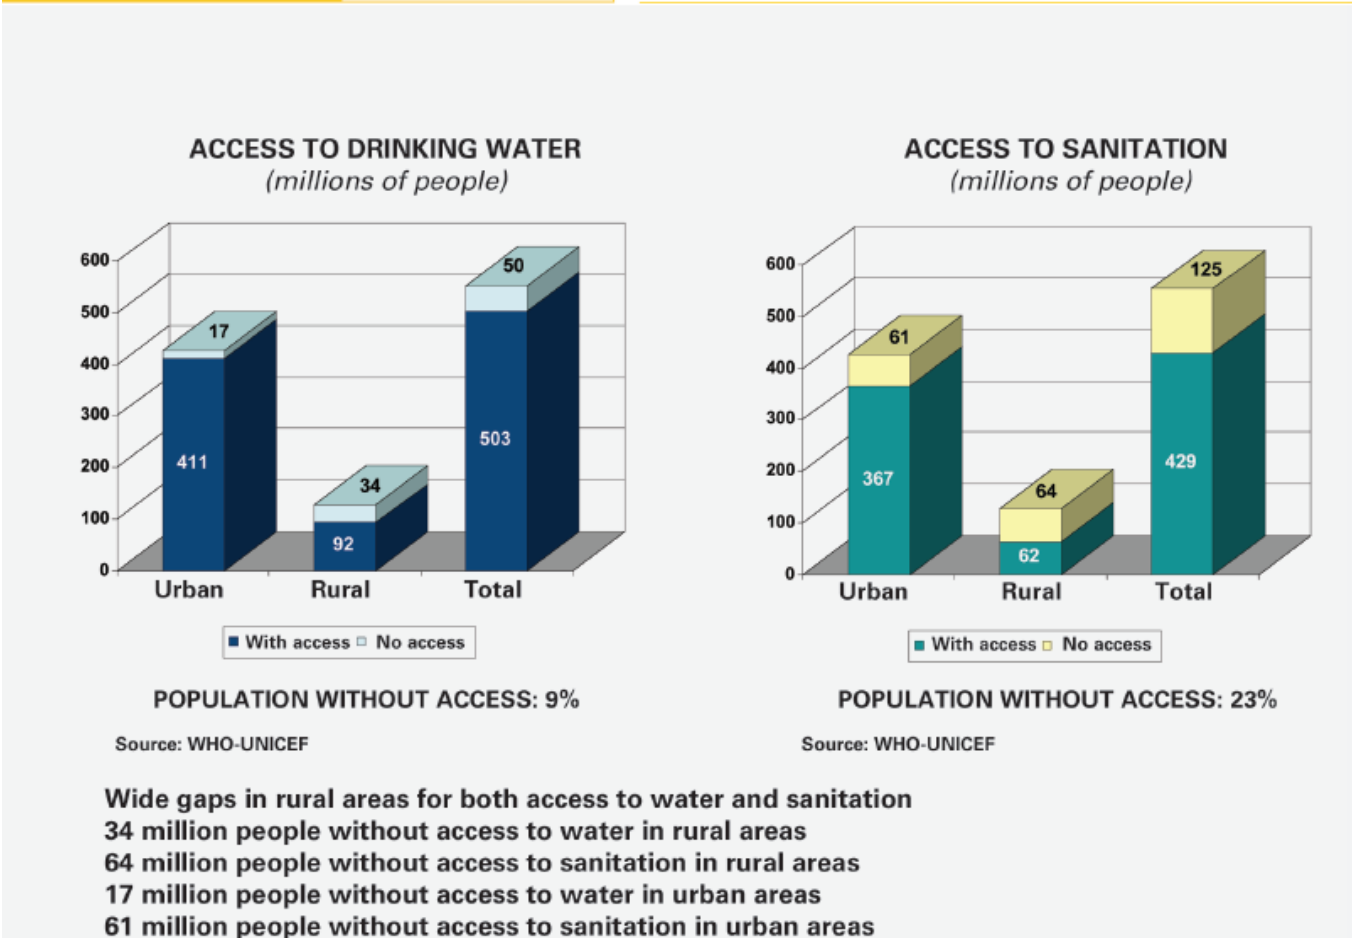 ACCESS TO DRINKING WATER
(millions of people)
600
500
400
300
200
100
0
17
411
34
92
50
503
Urban
Rural
Total
With access
No access
POPULATION WITHOUT ACCESS: 9%
Source: WHO-UNICEF
ACCESS TO SANITATION
(millions of people)
600
500
400
300
200
100
0
61
367
64
62
125
429
Urban
Rural
Total
With access
No access
POPULATION WITHOUT ACCESS: 23%
Source: WHO-UNICEF
Wide gaps in rural areas for both access to water and sanitation
34 million people without access to water in rural areas
64 million people without access to sanitation in rural areas
17 million people without access to water in urban areas
61 million people without access to sanitation in urban areas